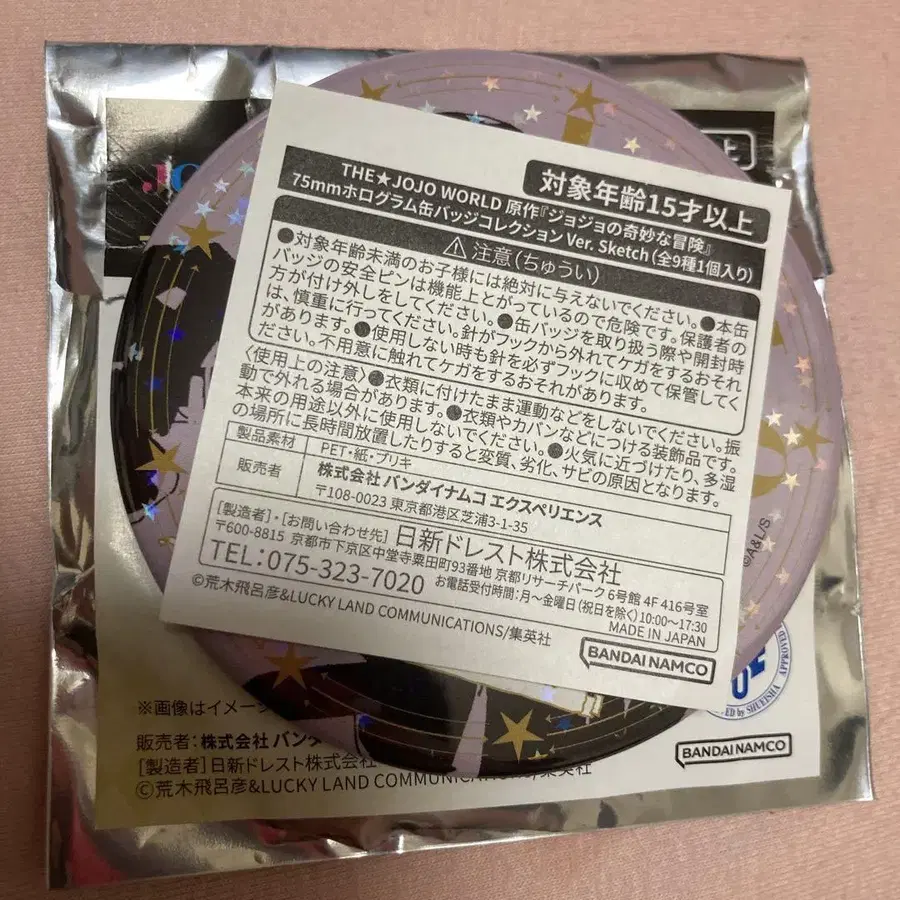 JO
上
対象年齢15才以上
THE★JOJO WORLD 原作『ジョジョの奇妙な冒険』
75mmホログラム缶バッジコレクション Ver. Sketch (全9種1個入り)
⚠注意(ちゅうい)
●対象年齢未満のお子様には絶対に与えないでください。●本缶
バッジの安全ピンは機能上とがっているので危険です。保護者の
方が付け外しをしてください。●缶バッジを取り扱う際や開封時
は、慎重に行ってください。針がフックから外れてケガをするおそれ
があります。●使用しない時も針を必ずフックに収めて保管してく
ださい。不用意に触れてケガをするおそれがあります。
〈使用上の注意〉●衣類に付けたまま運動などをしないでください。振
動で外れる場合があります。●衣類やカバンなどにつける装飾品です。
本来の用途以外に使用しないでください。●火気に近づけたり、多湿
の場所に長時間放置したりすると変質、劣化、サビの原因となります。
製品素材 PET・紙・ブリキ
販売者 株式会社 バンダイナムコ エクスペリエンス
〒108-0023 東京都港区芝浦3-1-35
[製造者]・[お問い合わせ先] 日新ドレスト株式会社
〒600-8815 京都市下京区中堂寺粟田町93番地 京都リサーチパーク 6号館 4F 416号室
TEL:075-323-7020 お電話受付時間:月〜金曜日(祝日を除く)10:00〜17:30
MADE IN JAPAN
©荒木飛呂彦&LUCKY LAND COMMUNICATIONS/集英社
BANDAI NAMCO
©A&L/S
APPROVED
by SHUEISHA
※画像はイメージ
販売者:株式会社 バンダ
[製造者]日新ドレスト株式会社
©荒木飛呂彦&LUCKY LAND COMMUNICATIONS/集英社
BANDAI NAMCO